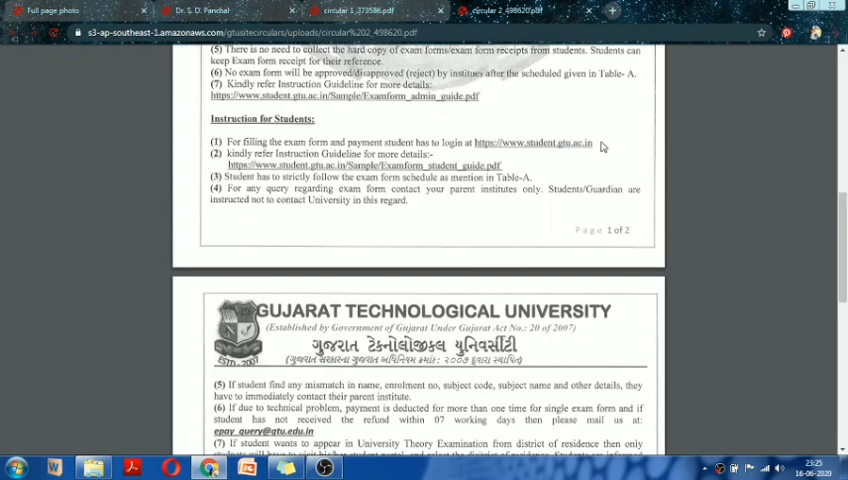 Full page photo
Dr. S. D. Panchal
circular 1_373586.pdf
circular 2_498620.pdf
s3-ap-southeast-1.amazonaws.com/gtusitecirculars/uploads/circular%202_498620.pdf
(5) There is no need to collect the hard copy of exam forms/exam form receipts from students. Students can
keep Exam form receipt for their reference.
(6) No exam form will be approved/disapproved (reject) by institues after the scheduled given in Table- A.
(7) Kindly refer Instruction Guideline for more details:
https://www.student.gtu.ac.in/Sample/Examform_admin_guide.pdf
Instruction for Students:
(1) For filling the exam form and payment student has to login at https://www.student.gtu.ac.in
(2) kindly refer Instruction Guideline for more details:-
https://www.student.gtu.ac.in/Sample/Examform_student_guide.pdf
(3) Student has to strictly follow the exam form schedule as mention in Table-A.
(4) For any query regarding exam form contact your parent institutes only. Students/Guardian are
instructed not to contact University in this regard.
Page 1 of 2
GUJARAT TECHNOLOGICAL UNIVERSITY
(Established by Government of Gujarat Under Gujarat Act No.: 20 of 2007)
ગુજરાત ટેકનોલોજીકલ યુનિવર્સીટી
(ગુજરાત સરકારના ગુજરાત અધિનિયમ ક્રમાંક: ૨૦/૨૦૦૭ દ્વારા સ્થાપિત)
ESTD-2007
(5) If student find any mismatch in name, enrolment no, subject code, subject name and other details, they
have to immediately contact their parent institute.
(6) If due to technical problem, payment is deducted for more than one time for single exam form and if
student has not received the refund within 07 working days then please mail us at:
epay_query@gtu.edu.in
(7) If student wants to appear in University Theory Examination from district of residence then only
23:25
16-06-2020